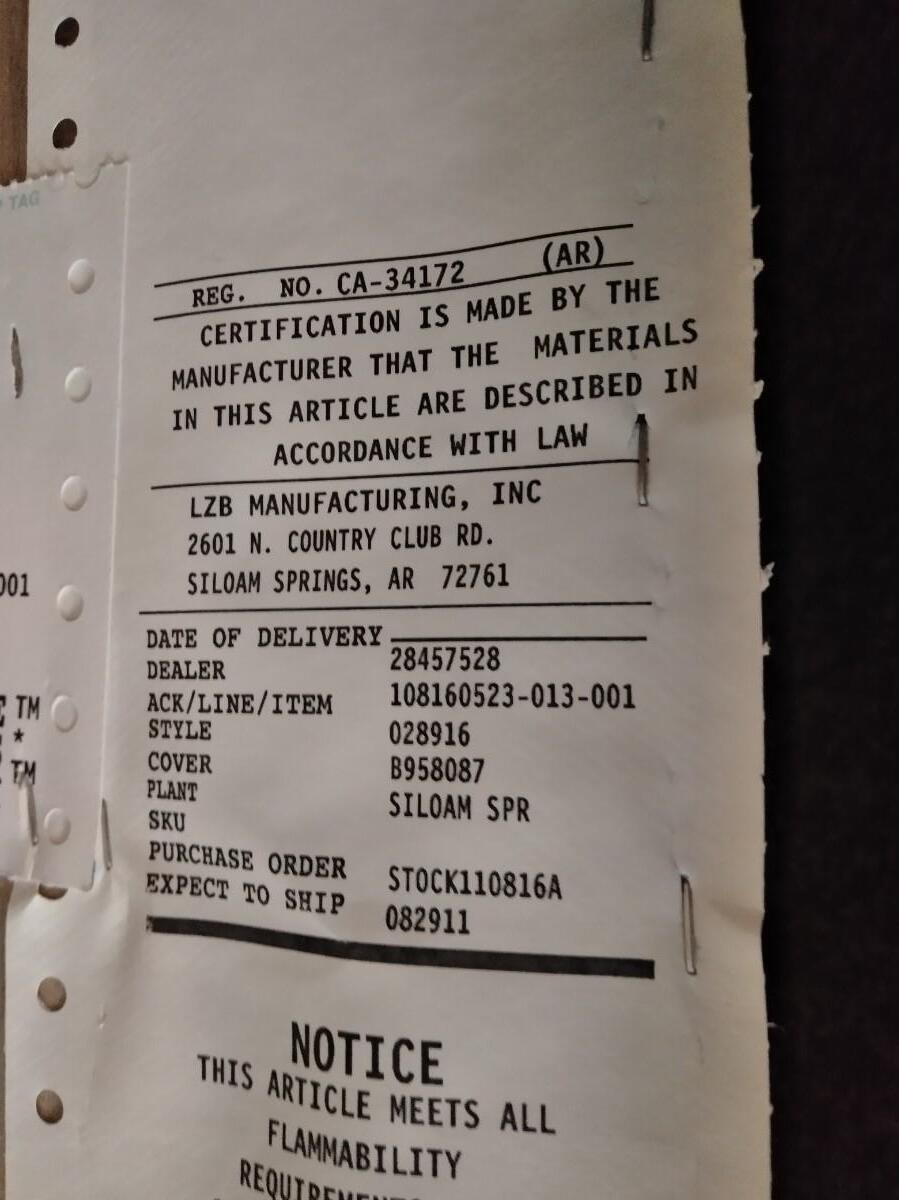 TAG
REG. NO. CA-34172 (AR)
CERTIFICATION IS MADE BY THE
MANUFACTURER THAT THE MATERIALS
IN THIS ARTICLE ARE DESCRIBED IN
ACCORDANCE WITH LAW
LZB MANUFACTURING, INC
2601 N. COUNTRY CLUB RD.
SILOAM SPRINGS, AR 72761
001
TM
*
TM
DATE OF DELIVERY
DEALER 28457528
ACK/LINE/ITEM 108160523-013-001
STYLE 028916
COVER B958087
PLANT SILOAM SPR
SKU
PURCHASE ORDER STOCK110816A
EXPECT TO SHIP 082911
NOTICE
THIS ARTICLE MEETS ALL
FLAMMABILITY